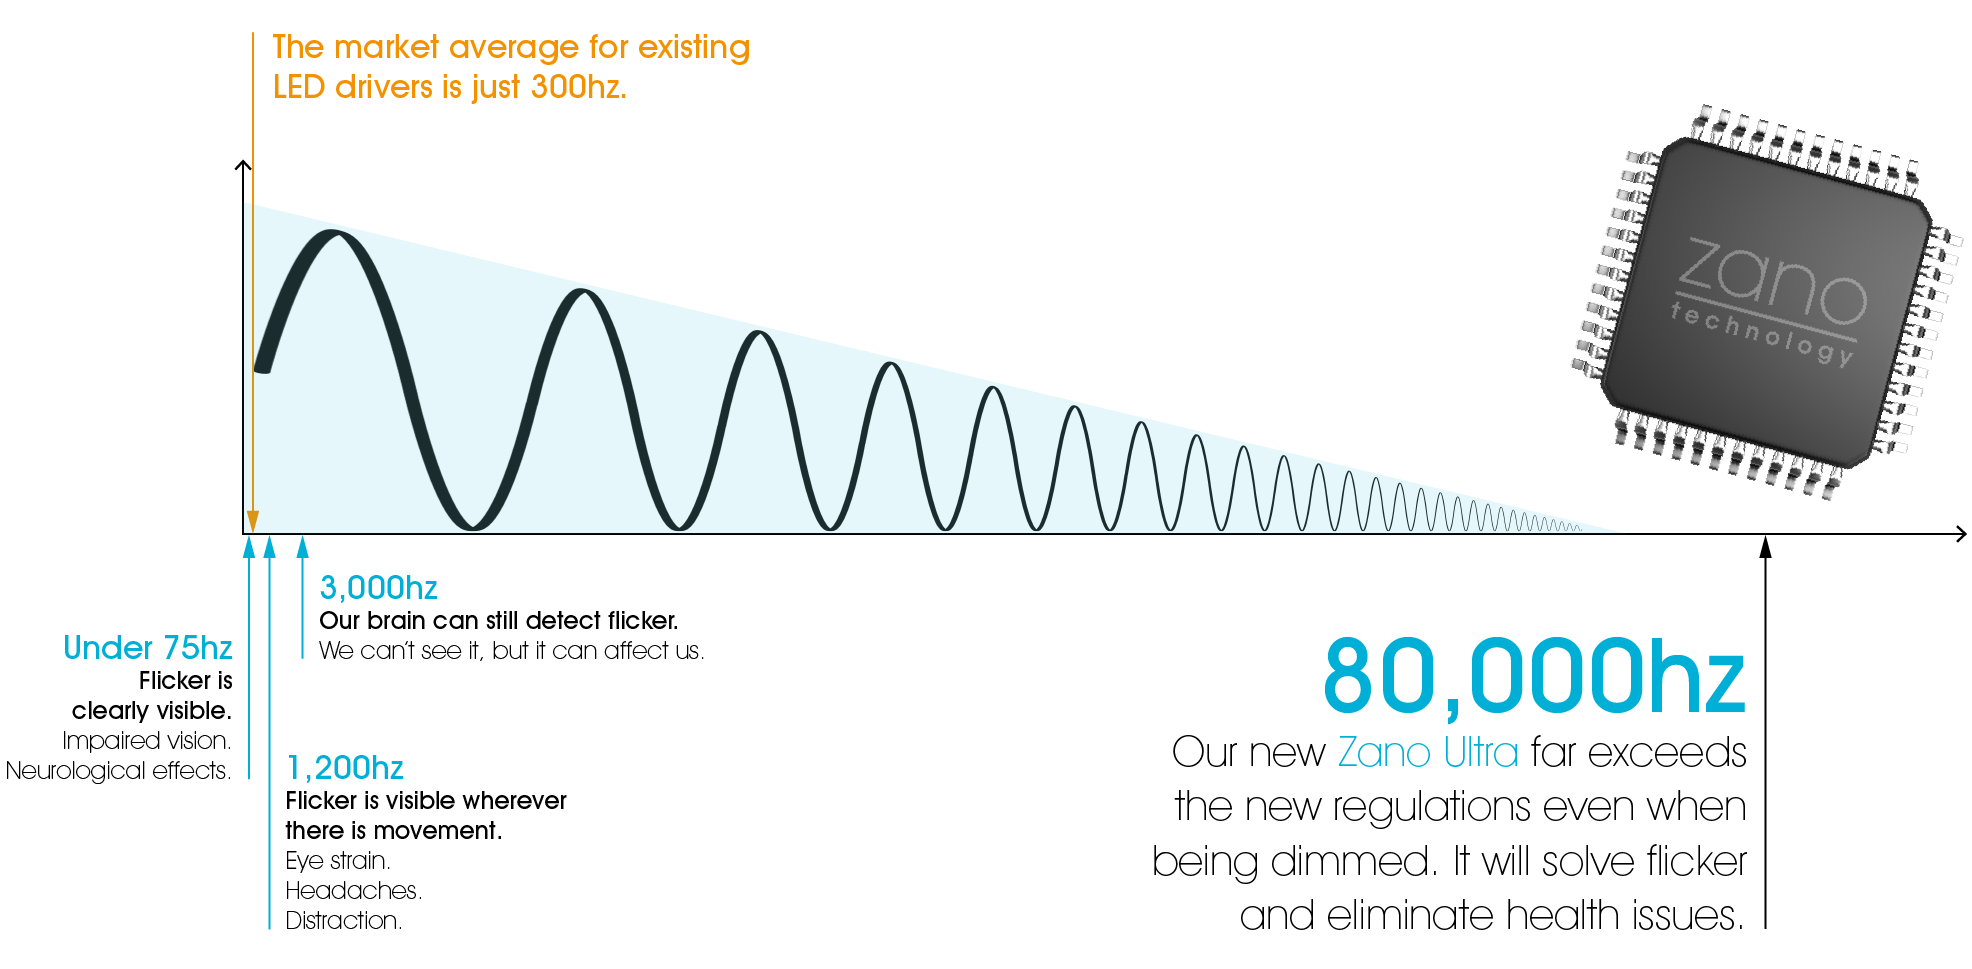 The market average for existing
LED drivers is just 300hz.
zano
technology
3,000hz
Our brain can still detect flicker.
We can't see it, but it can affect us.
Under 75hz
Flicker is
clearly visible.
Impaired vision.
Neurological effects.
1,200hz
Flicker is visible wherever
there is movement.
Eye strain.
Headaches.
Distraction.
80,000hz
Our new Zano Ultra far exceeds
the new regulations even when
being dimmed. It will solve flicker
and eliminate health issues.